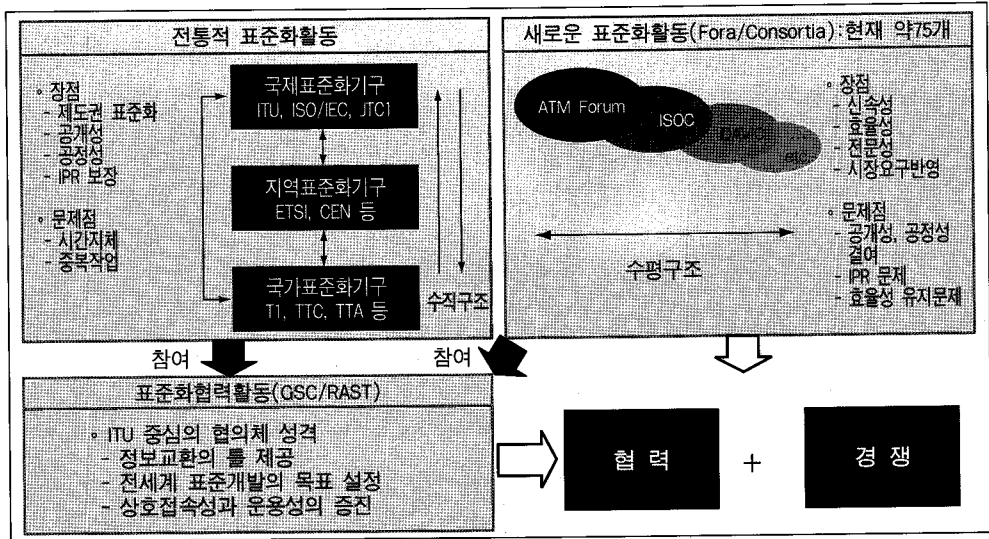 전통적 표준화활동
◦ 장점
- 제도권 표준화
- 공개성
- 공정성
- IPR 보장
◦ 문제점
- 시간지체
- 중복작업
국제표준화기구
ITU, ISO/IEC, JTC1
지역표준화기구
ETSI, CEN 등
국가표준화기구
T1, TTC, TTA 등
수직구조
새로운 표준화활동(Fora/Consortia):현재 약75개
ATM Forum
ISOC
수평구조
◦ 장점
- 신속성
- 효율성
- 전문성
- 시장요구반영
◦ 문제점
- 공개성, 공정성
결여
- IPR 문제
- 효율성 유지문제
참여
참여
표준화협력활동(GSC/RAST)
◦ ITU 중심의 협의체 성격
- 정보교환의 틀 제공
- 전세계 표준개발의 목표 설정
- 상호접속성과 운용성의 증진
협 력
+
경 쟁